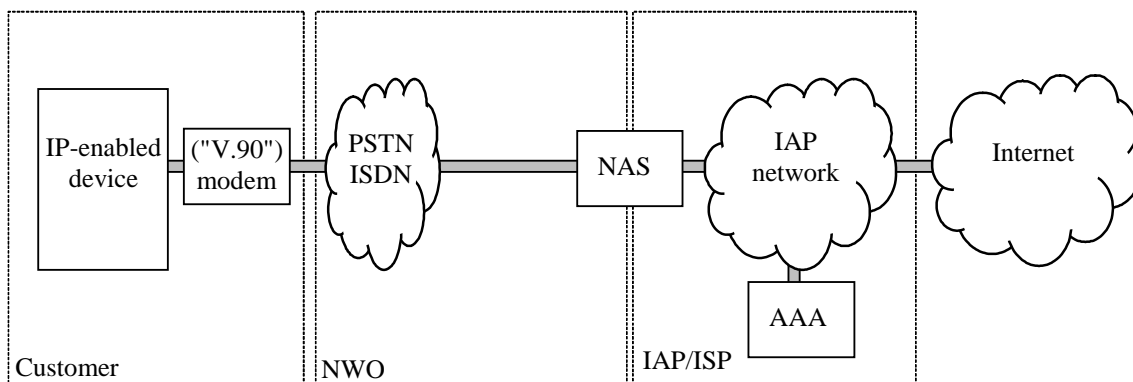 IP-enabled
device
("V.90")
modem
PSTN
ISDN
NAS
IAP
network
Internet
AAA
Customer
NWO
IAP/ISP